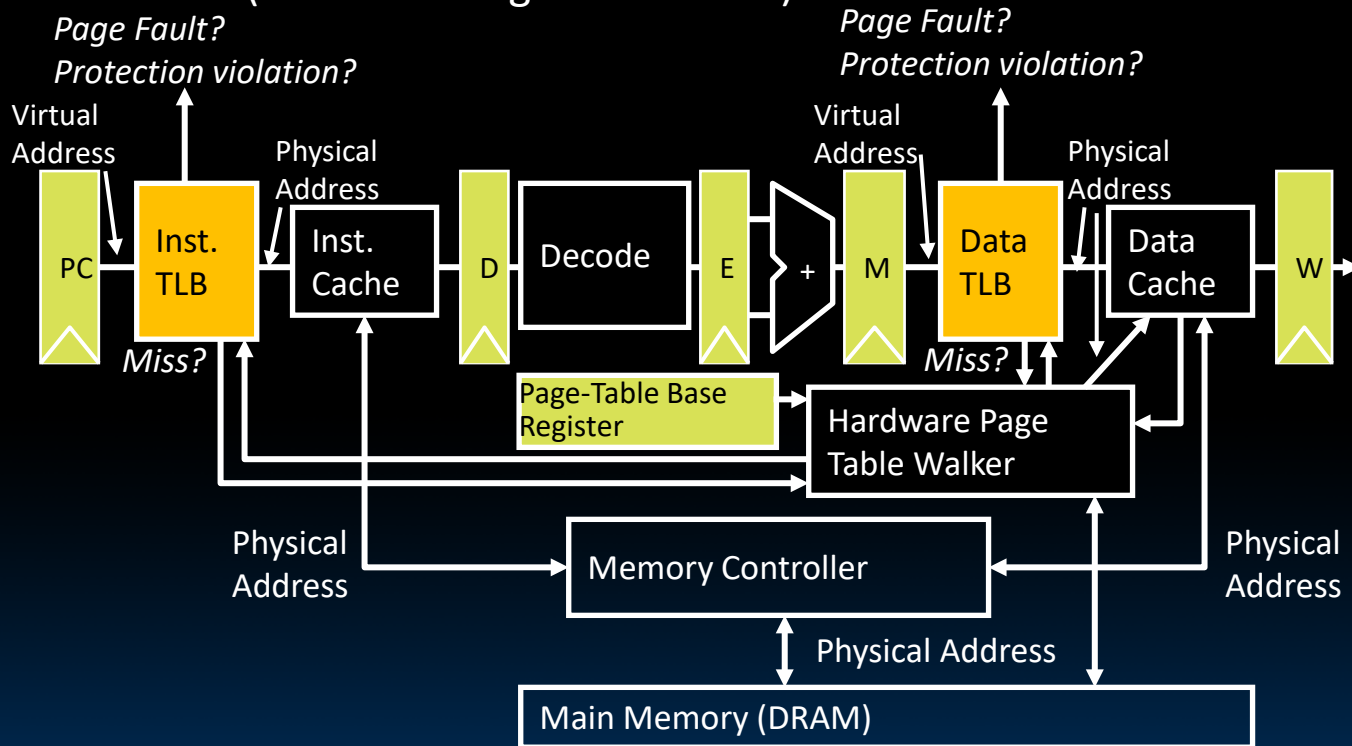 Page Fault?
Protection violation?
Page Fault?
Protection violation?
Virtual
Address
Physical
Address
Virtual
Address
Physical
Address
PC
Inst.
TLB
Inst.
Cache
D
Decode
E
+
M
Data
TLB
Data
Cache
W
Miss?
Miss?
Page-Table Base
Register
Hardware Page
Table Walker
Physical
Address
Memory Controller
Physical
Address
Physical Address
Main Memory (DRAM)